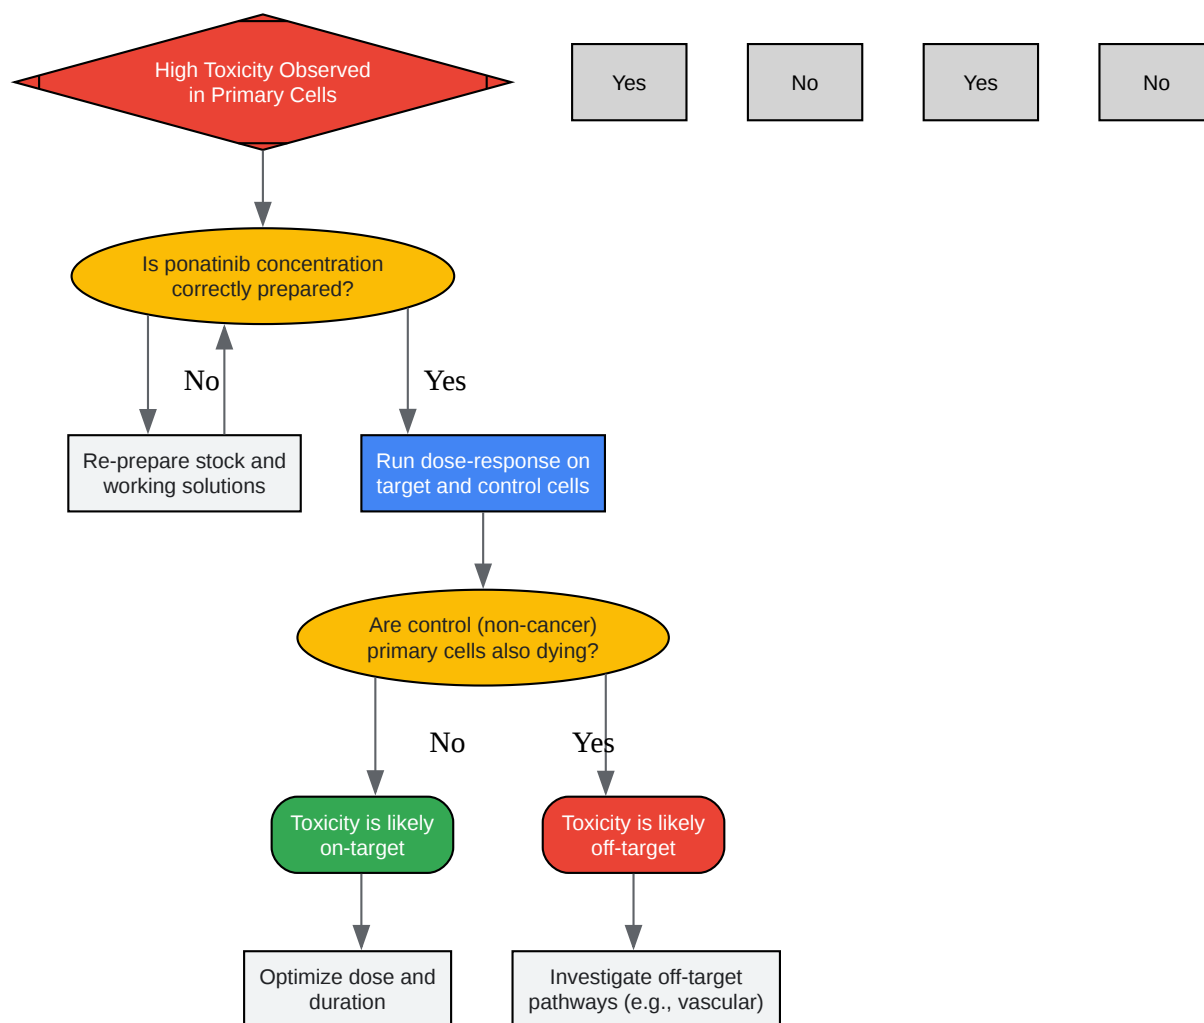 High Toxicity Observed
in Primary Cells
Yes
No
Yes
No
Is ponatinib concentration
correctly prepared?
No
Yes
Re-prepare stock and
working solutions
Run dose-response on
target and control cells
Are control (non-cancer)
primary cells also dying?
No
Yes
Toxicity is likely
on-target
Toxicity is likely
off-target
Optimize dose and
duration
Investigate off-target
pathways (e.g., vascular)